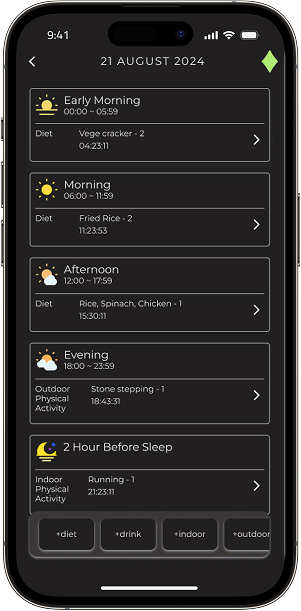 9:41
21 AUGUST 2024
Early Morning
00:00 ~ 05:59
Diet
Vege cracker - 2
04:23:11
Morning
06:00 ~ 11:59
Diet
Fried Rice - 2
11:23:53
Afternoon
12:00 ~ 17:59
Diet
Rice, Spinach, Chicken - 1
15:30:11
Evening
18:00 ~ 23:59
Outdoor
Physical
Activity
Stone stepping - 1
18:43:31
2 Hour Before Sleep
Indoor
Physical
Activity
Running - 1
21:23:11
+diet
+drink
+indoor
+outdoor